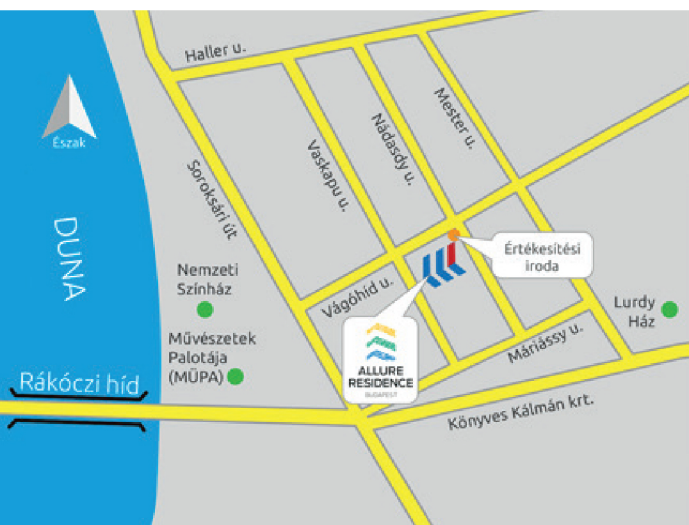 Haller u.
Mester u.
Nádasdy u.
Vaskapu u.
Soroksári út
Észak
DUNA
Értékesítési
iroda
Nemzeti
Színház
Vágóhíd u.
Lurdy
Ház
Máriássy u.
Művészetek
Palotája
(MÜPA)
ALLURE
RESIDENCE
BUDAPEST
Rákóczi híd
Könyves Kálmán krt.